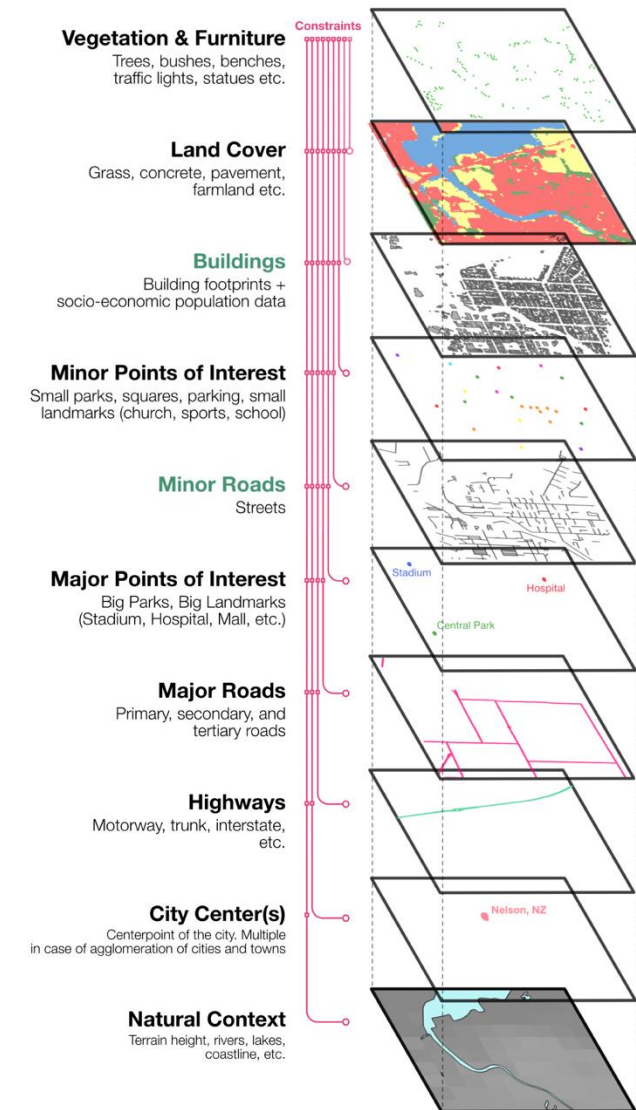 Constraints
Vegetation & Furniture
Trees, bushes, benches,
traffic lights, statues etc.
Land Cover
Grass, concrete, pavement,
farmland etc.
Buildings
Building footprints +
socio-economic population data
Minor Points of Interest
Small parks, squares, parking, small
landmarks (church, sports, school)
Minor Roads
Streets
Major Points of Interest
Big Parks, Big Landmarks
(Stadium, Hospital, Mall, etc.)
Stadium
Hospital
Central Park
Major Roads
Primary, secondary, and
tertiary roads
Highways
Motorway, trunk, interstate,
etc.
City Center(s)
Centerpoint of the city. Multiple
in case of agglomeration of cities and towns
Nelson, NZ
Natural Context
Terrain height, rivers, lakes,
coastline, etc.